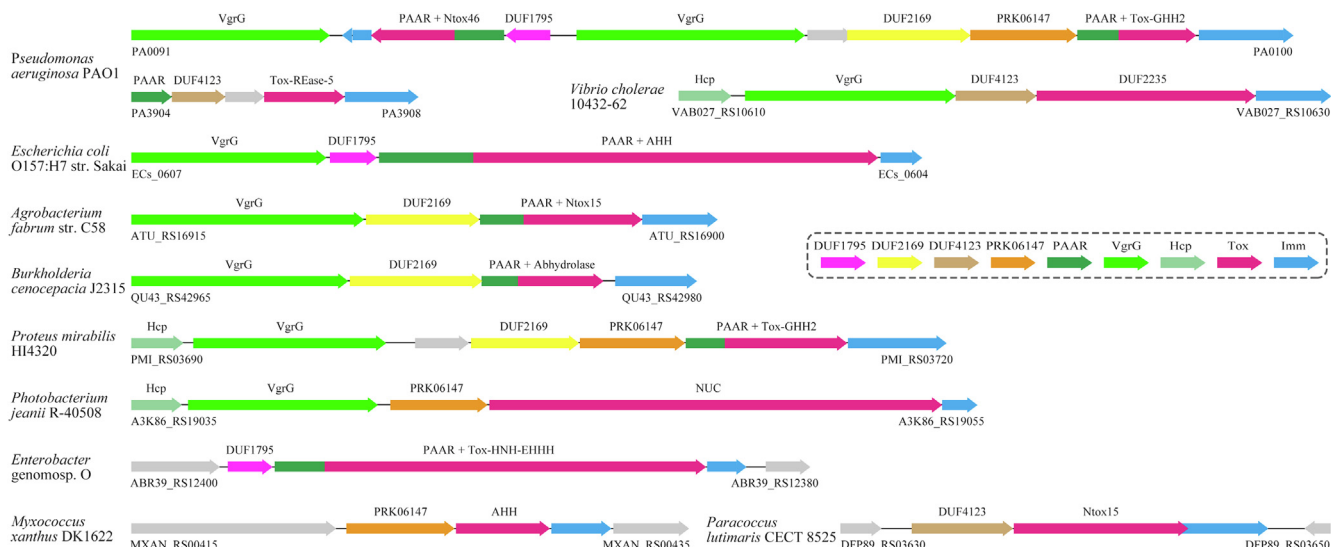 VgrG PAAR + Ntox46 DUF1795 VgrG DUF2169 PRK06147 PAAR + Tox-GHH2
Pseudomonas
aeruginosa PAO1
PA0091 PA0100
PAAR DUF4123 Tox-REase-5
PA3904 PA3908
Vibrio cholerae
10432-62
Hcp VgrG DUF4123 DUF2235
VAB027_RS10610 VAB027_RS10630
Escherichia coli
O157:H7 str. Sakai
VgrG DUF1795 PAAR + AHH
ECs_0607 ECs_0604
Agrobacterium
fabrum str. C58
VgrG DUF2169 PAAR + Ntox15
ATU_RS16915 ATU_RS16900
DUF1795 DUF2169 DUF4123 PRK06147 PAAR VgrG Hcp Tox Imm
Burkholderia
cenocepacia J2315
VgrG DUF2169 PAAR + Abhydrolase
QU43_RS42965 QU43_RS42980
Proteus mirabilis
HI4320
Hcp VgrG DUF2169 PRK06147 PAAR + Tox-GHH2
PMI_RS03690 PMI_RS03720
Photobacterium
jeanii R-40508
Hcp VgrG PRK06147 NUC
A3K86_RS19035 A3K86_RS19055
Enterobacter
genomosp. O
DUF1795 PAAR + Tox-HNH-EHHH
ABR39_RS12400 ABR39_RS12380
Myxococcus
xanthus DK1622
PRK06147 AHH
MXAN_RS00415 MXAN_RS00435
Paracoccus
lutimaris CECT 8525
DUF4123 Ntox15
DFP89_RS03630 DFP89_RS03650